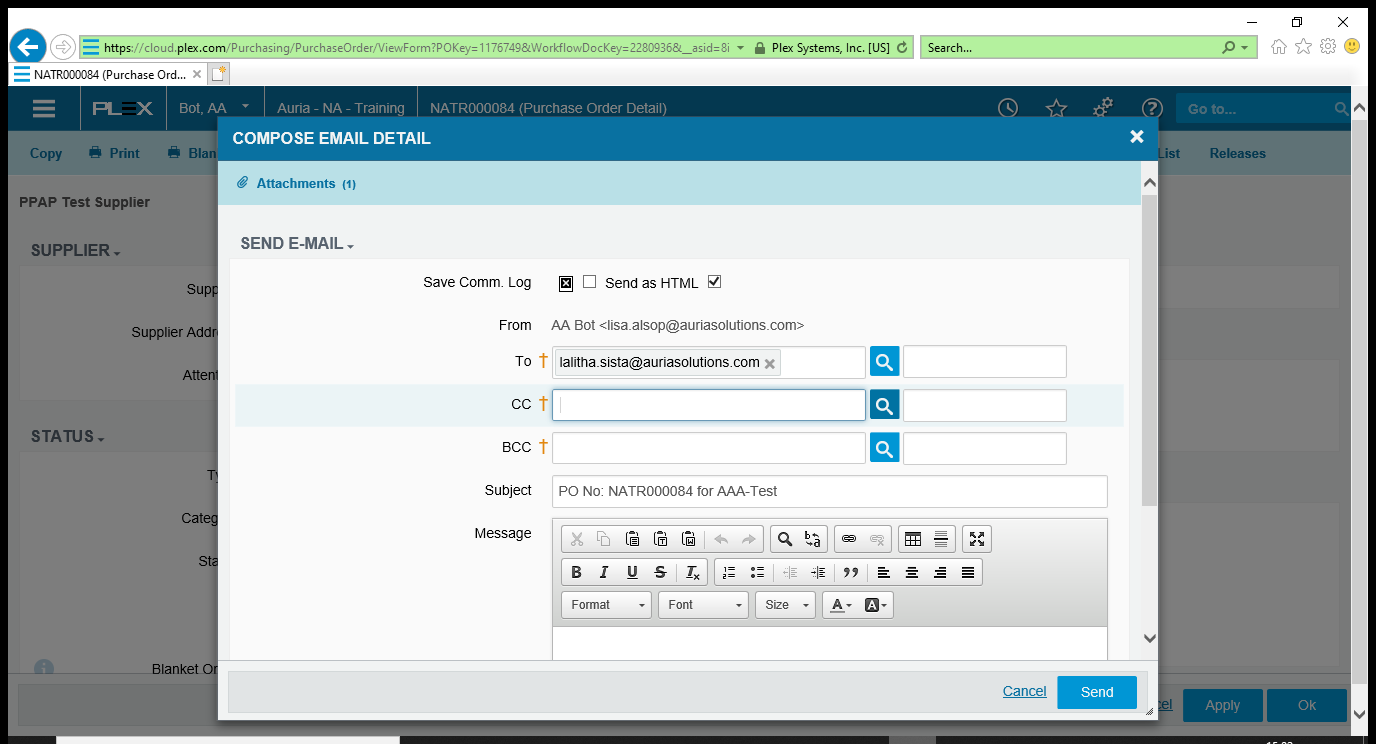 https://cloud.plex.com/Purchasing/PurchaseOrder/ViewForm?POKey=1176749&WorkflowDocKey=2280936&__asid=8i
Plex Systems, Inc. [US]
Search...
NATR000084 (Purchase Ord...
PLEX
Bot, AA
Auria - NA - Training
NATR000084 (Purchase Order Detail)
Go to...
COMPOSE EMAIL DETAIL
Copy
Print
Blan
List
Releases
Attachments (1)
PPAP Test Supplier
SUPPLIER
SEND E-MAIL
Supp
Save Comm. Log
Send as HTML
Supplier Addre
From
AA Bot <lisa.alsop@auriasolutions.com>
Attent
To †
lalitha.sista@auriasolutions.com
CC †
STATUS
BCC †
Ty
Subject
PO No: NATR000084 for AAA-Test
Categ
Message
Sta
B I U S Tx
Format
Font
Size
A
A
Blanket Or
Cancel
Send
cel
Apply
Ok